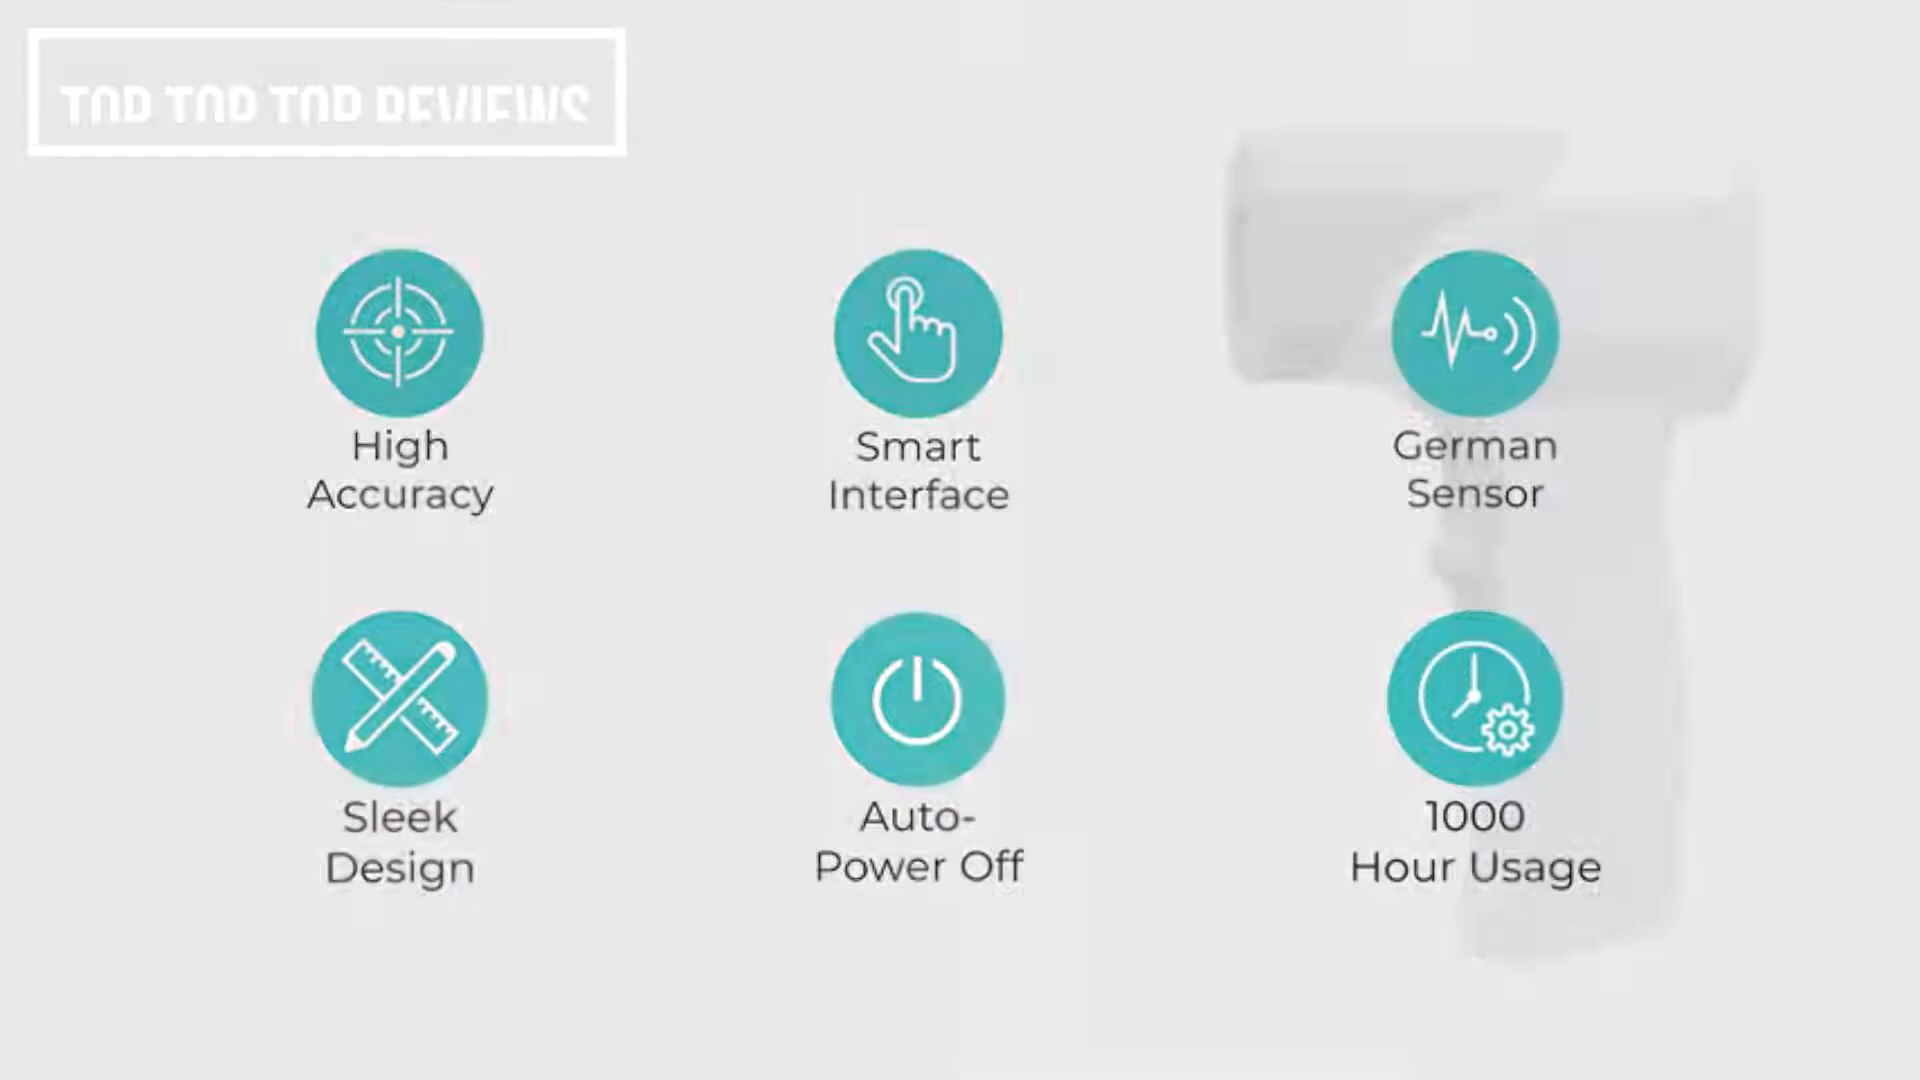 TOP TOP TOP REVIEWS
High
Accuracy
Smart
Interface
German
Sensor
Sleek
Design
Auto-
Power Off
1000
Hour Usage